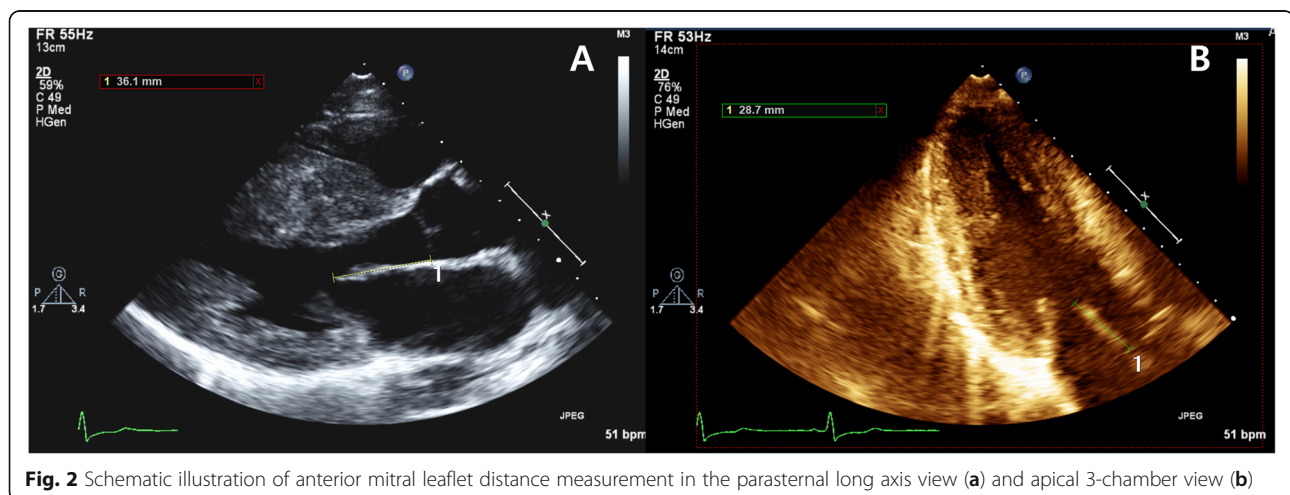 FR 55Hz
13cm
M3
A
P
2D
59%
C 49
P Med
HGen
1 36.1 mm X
X
1
G
P R
1.7 3.4
JPEG
51 bpm
FR 53Hz
14cm
M3
B
P
2D
76%
C 49
P Med
HGen
1 28.7 mm X
X
1
G
P R
1.7 3.4
JPEG
51 bpm
Fig. 2 Schematic illustration of anterior mitral leaflet distance measurement in the parasternal long axis view (a) and apical 3-chamber view (b)